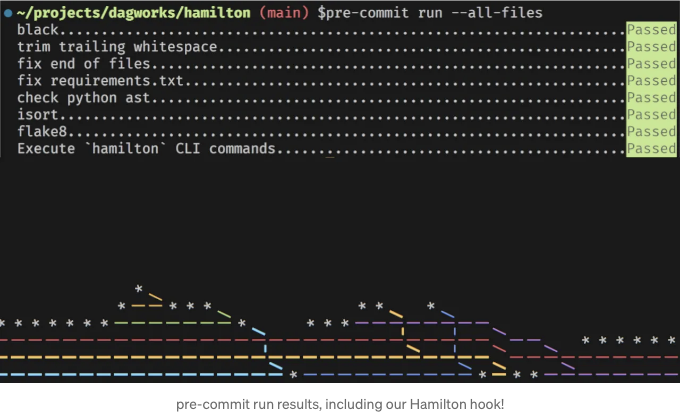 ~/projects/dagworks/hamilton (main) $pre-commit run --all-files
black..................................................................Passed
trim trailing whitespace...............................................Passed
fix end of files.......................................................Passed
fix requirements.txt...................................................Passed
check python ast.......................................................Passed
isort..................................................................Passed
flake8.................................................................Passed
Execute `hamilton` CLI commands........................................Passed
pre-commit run results, including our Hamilton hook!